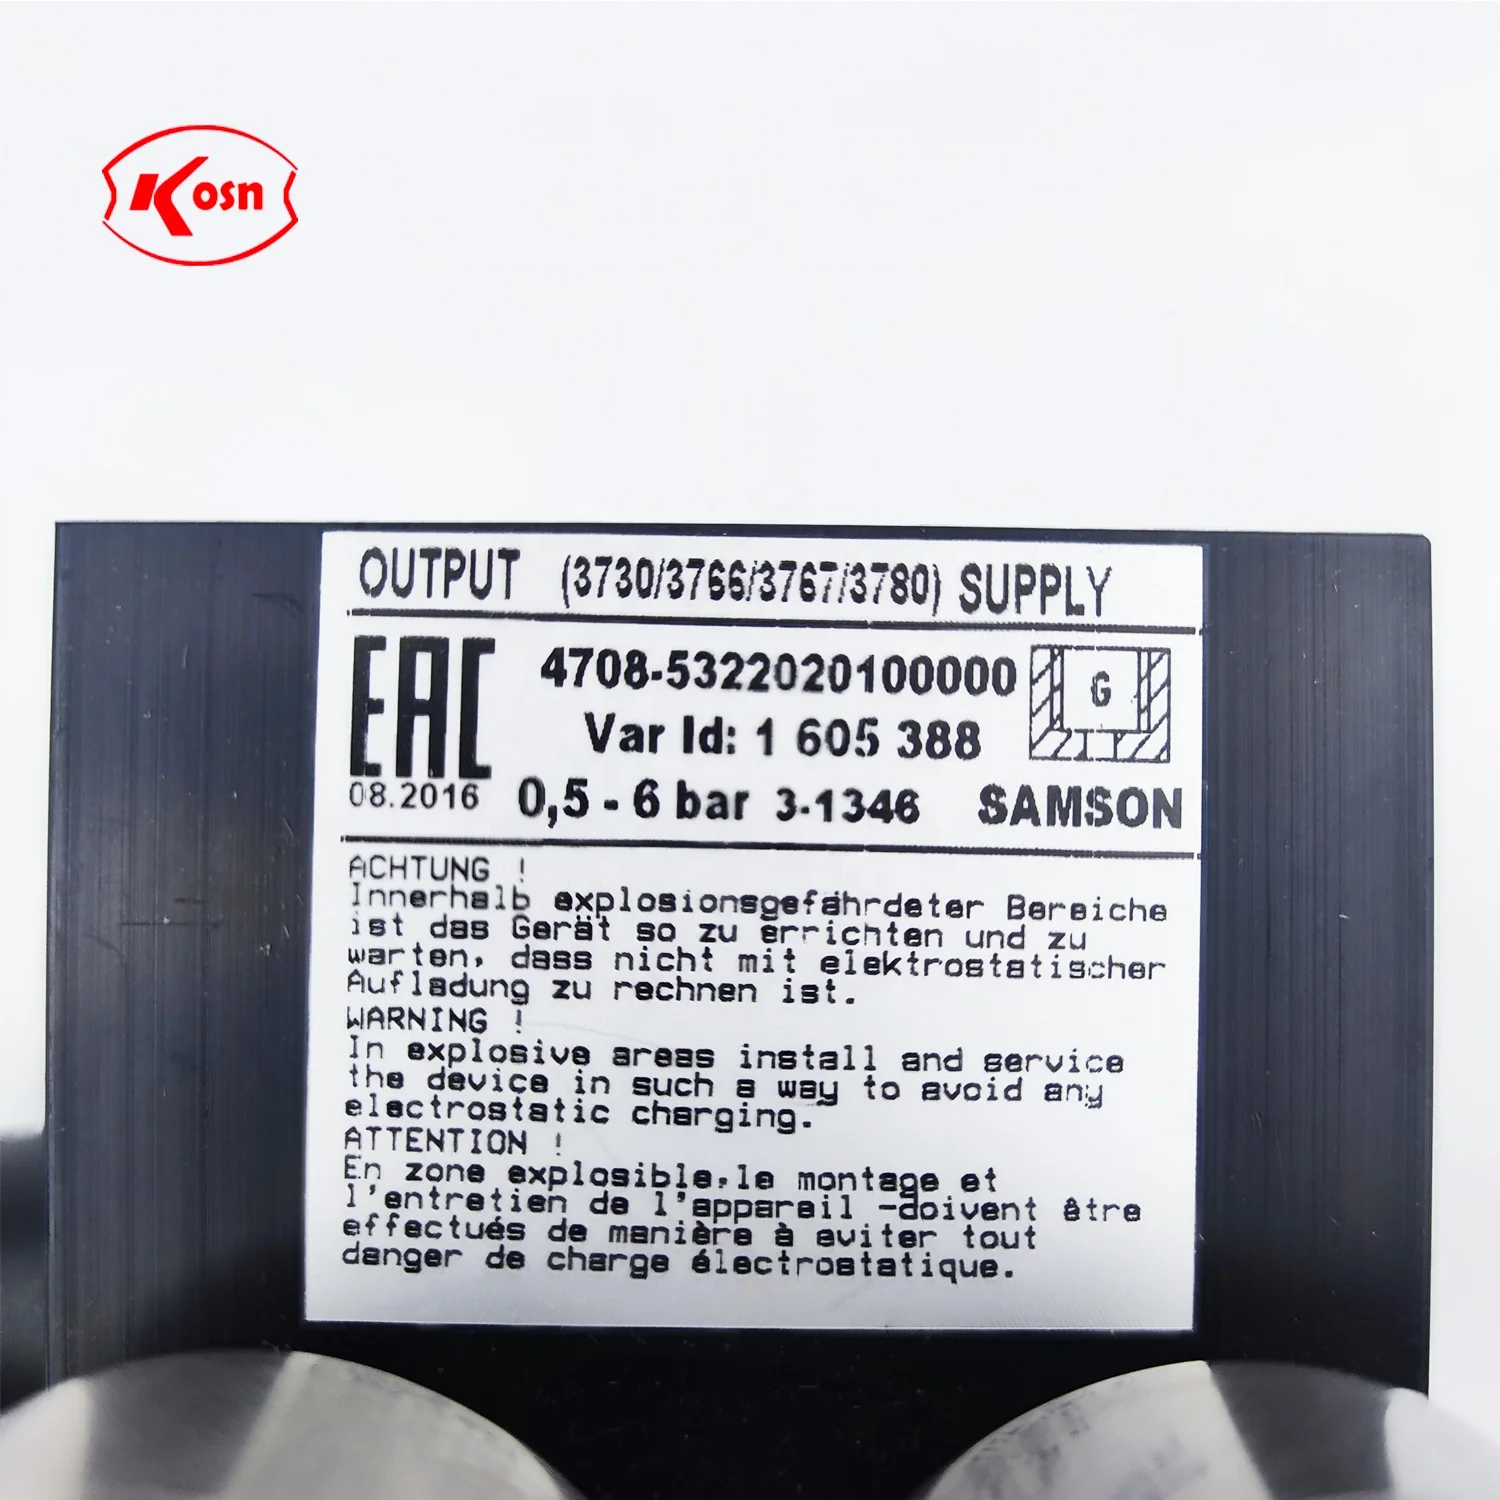 Kosn
OUTPUT (3730/3766/3767/3780) SUPPLY
EAC 4708-5322020100000 G
Var Id: 1 605 388
08.2016 0,5 - 6 bar 3-1346 SAMSON
ACHTUNG !
Innerhalb explosionsgefährdeter Bereiche
ist das Gerät so zu errichten und zu
warten, dass nicht mit elektrostatischer
Aufladung zu rechnen ist.
WARNING !
In explosive areas install and service
the device in such a way to avoid any
electrostatic charging.
ATTENTION !
En zone explosible,le montage et
l'entretien de l'appareil -doivent être
effectués de manière à eviter tout
danger de charge électrostatique.